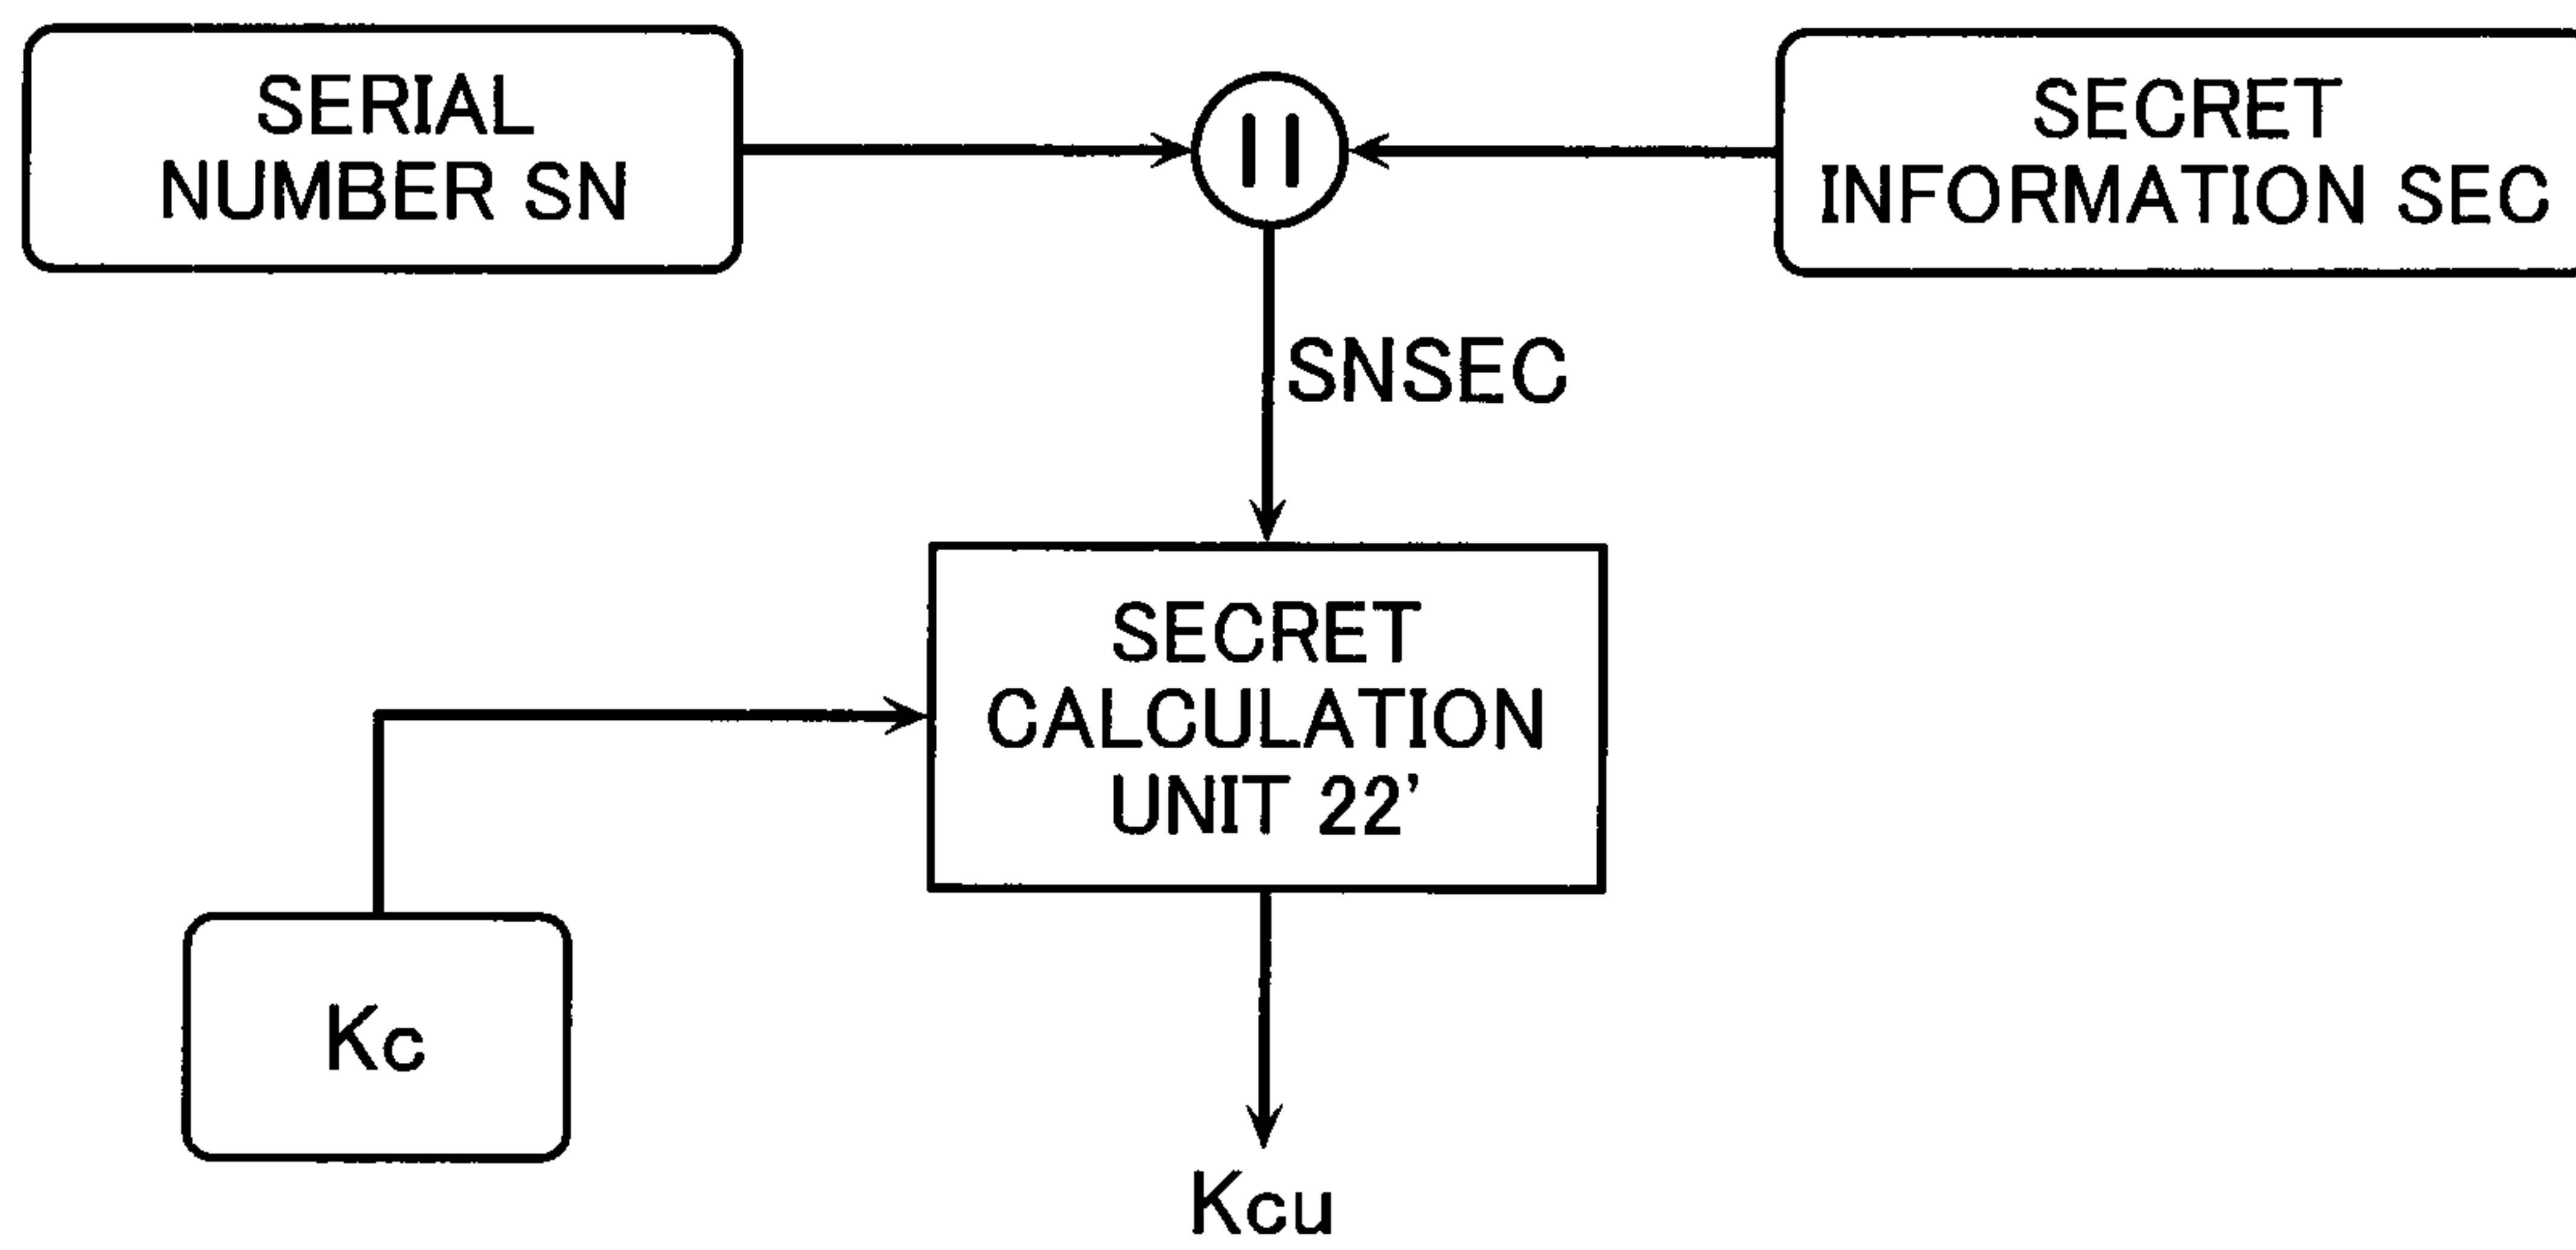 SERIAL
NUMBER SN
||
SECRET
INFORMATION SEC
SNSEC
SECRET
CALCULATION
UNIT 22'
Kc
Kcu